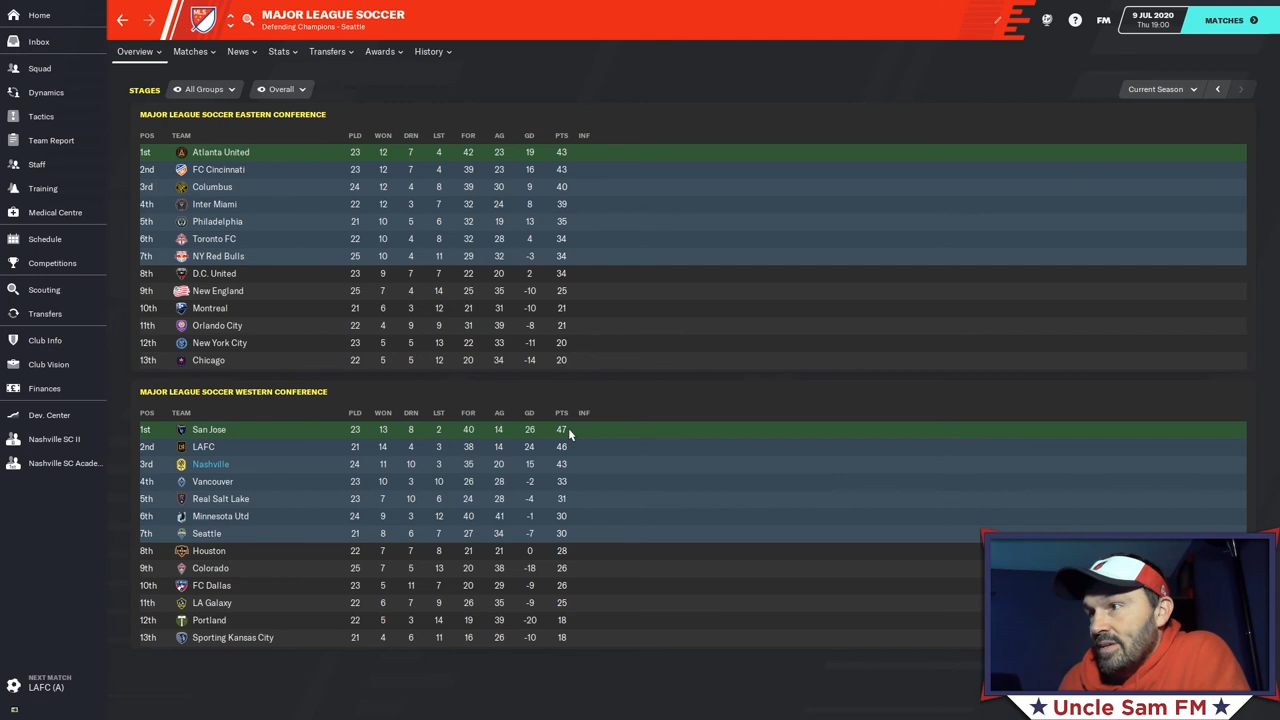 Home
Inbox
Squad
Dynamics
Tactics
Team Report
Staff
Training
Medical Centre
Schedule
Competitions
Scouting
Transfers
Club Info
Club Vision
Finances
Dev. Center
Nashville SC II
Nashville SC Acade...
NEXT MATCH
LAFC (A)
MLS
MAJOR LEAGUE SOCCER
Defending Champions - Seattle
? FM 9 JUL 2020 MATCHES
Thu 19:00
Overview Matches News Stats Transfers Awards History
STAGES All Groups Overall Current Season
MAJOR LEAGUE SOCCER EASTERN CONFERENCE
POS TEAM PLD WON DRN LST FOR AG GD PTS INF
1st Atlanta United 23 12 7 4 42 23 19 43
2nd FC Cincinnati 23 12 7 4 39 23 16 43
3rd Columbus 24 12 4 8 39 30 9 40
4th Inter Miami 22 12 3 7 32 24 8 39
5th Philadelphia 21 10 5 6 32 19 13 35
6th Toronto FC 22 10 4 8 32 28 4 34
7th NY Red Bulls 25 10 4 11 29 32 -3 34
8th D.C. United 23 9 7 7 22 20 2 34
9th New England 25 7 4 14 25 35 -10 25
10th Montreal 21 6 3 12 21 31 -10 21
11th Orlando City 22 4 9 9 31 39 -8 21
12th New York City 23 5 5 13 22 33 -11 20
13th Chicago 22 5 5 12 20 34 -14 20
MAJOR LEAGUE SOCCER WESTERN CONFERENCE
POS TEAM PLD WON DRN LST FOR AG GD PTS INF
1st San Jose 23 13 8 2 40 14 26 47
2nd LAFC 21 14 4 3 38 14 24 46
3rd Nashville 24 11 10 3 35 20 15 43
4th Vancouver 23 10 3 10 26 28 -2 33
5th Real Salt Lake 23 7 10 6 24 28 -4 31
6th Minnesota Utd 24 9 3 12 40 41 -1 30
7th Seattle 21 8 6 7 27 34 -7 30
8th Houston 22 7 7 8 21 21 0 28
9th Colorado 25 7 5 13 20 38 -18 26
10th FC Dallas 23 5 11 7 20 29 -9 26
11th LA Galaxy 22 6 7 9 26 35 -9 25
12th Portland 22 5 3 14 19 39 -20 18
13th Sporting Kansas City 21 4 6 11 16 26 -10 18
Uncle Sam FM